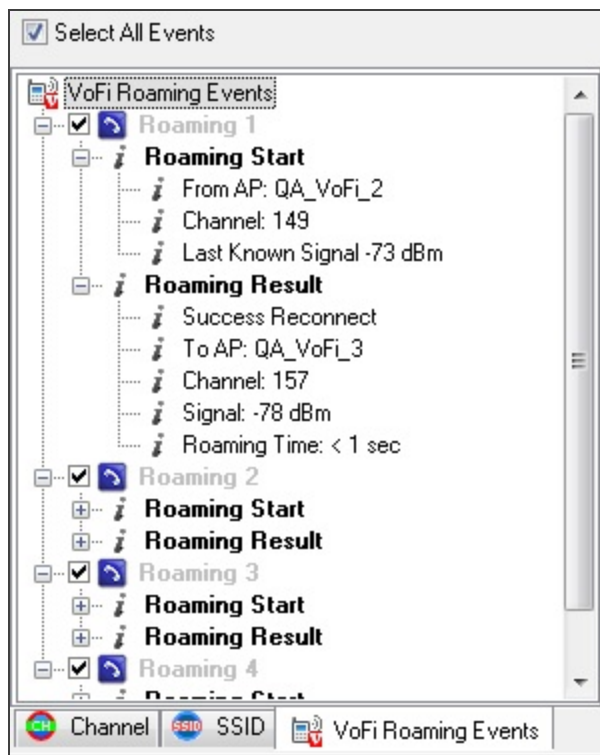 Select All Events
VoFi Roaming Events
Roaming 1
Roaming Start
From AP: QA_VoFi_2
Channel: 149
Last Known Signal -73 dBm
Roaming Result
Success Reconnect
To AP: QA_VoFi_3
Channel: 157
Signal: -78 dBm
Roaming Time: < 1 sec
Roaming 2
Roaming Start
Roaming Result
Roaming 3
Roaming Start
Roaming Result
Roaming 4
Roaming Start
CH Channel SSID SSID VoFi Roaming Events